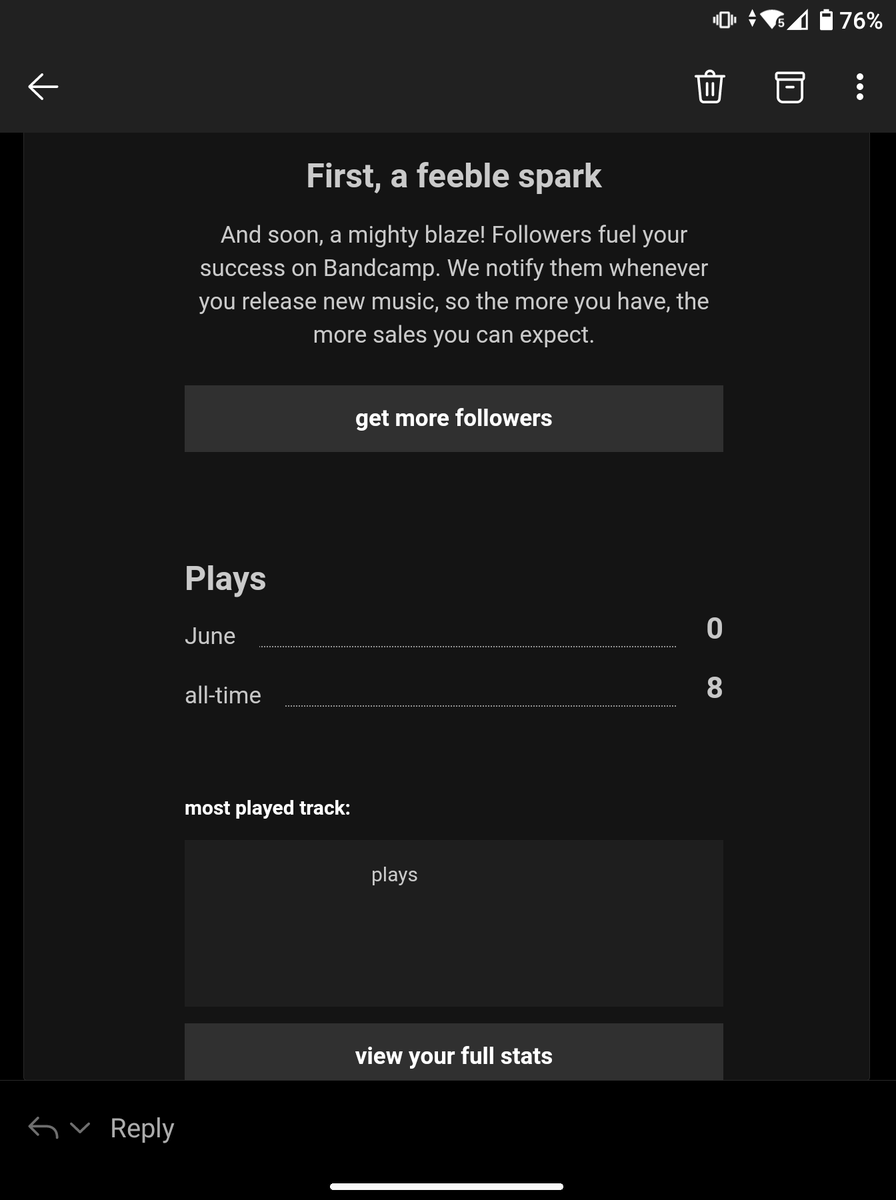 5 76%
First, a feeble spark
And soon, a mighty blaze! Followers fuel your
success on Bandcamp. We notify them whenever
you release new music, so the more you have, the
more sales you can expect.
get more followers
Plays
June 0
all-time 8
most played track:
plays
view your full stats
Reply